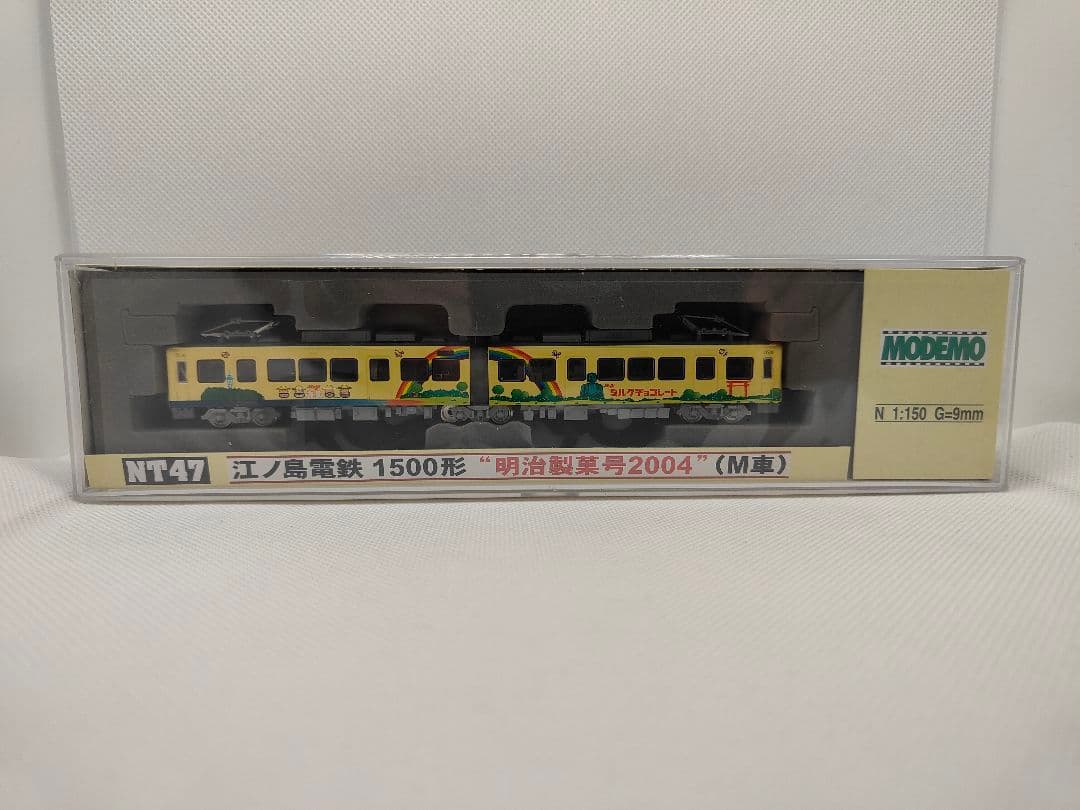 ミルクチョコレート
MODEMO
N 1:150 G=9mm
NT47 江ノ島電鉄 1500形 “明治製菓号2004” (M車)